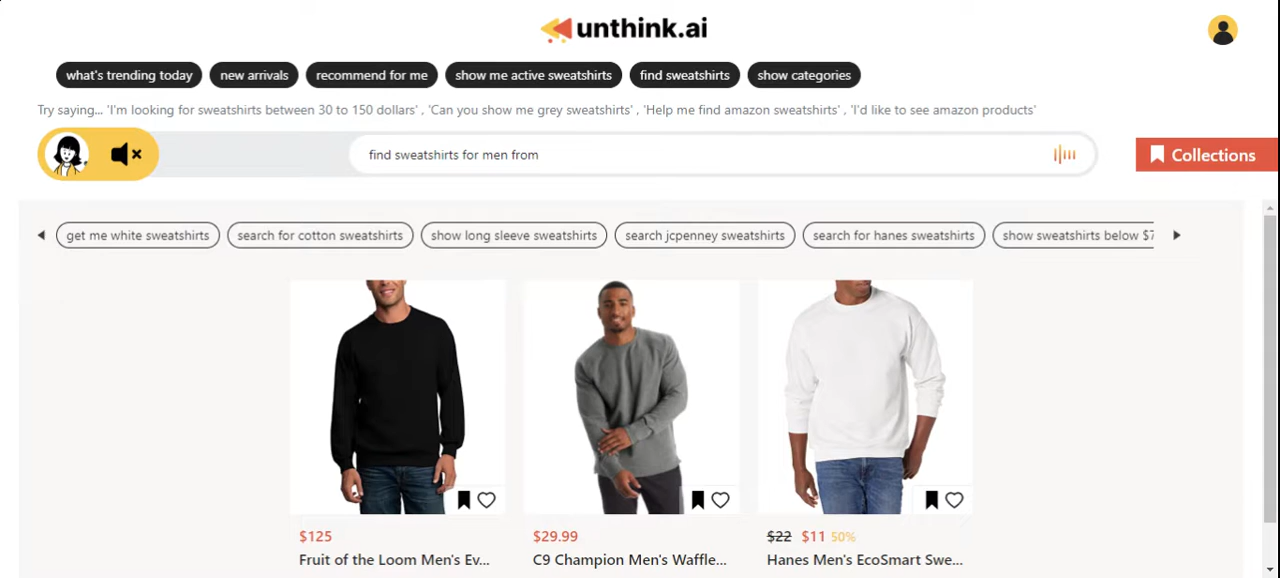 unthink.ai
what's trending today new arrivals recommend for me show me active sweatshirts find sweatshirts show categories
Try saying... 'I'm looking for sweatshirts between 30 to 150 dollars' , 'Can you show me grey sweatshirts' , 'Help me find amazon sweatshirts' , 'I'd like to see amazon products'
find sweatshirts for men from
Collections
get me white sweatshirts search for cotton sweatshirts show long sleeve sweatshirts search jcpenney sweatshirts search for hanes sweatshirts show sweatshirts below $7
$125 $29.99 $22 $11 50%
Fruit of the Loom Men's Ev... C9 Champion Men's Waffle... Hanes Men's EcoSmart Swe...